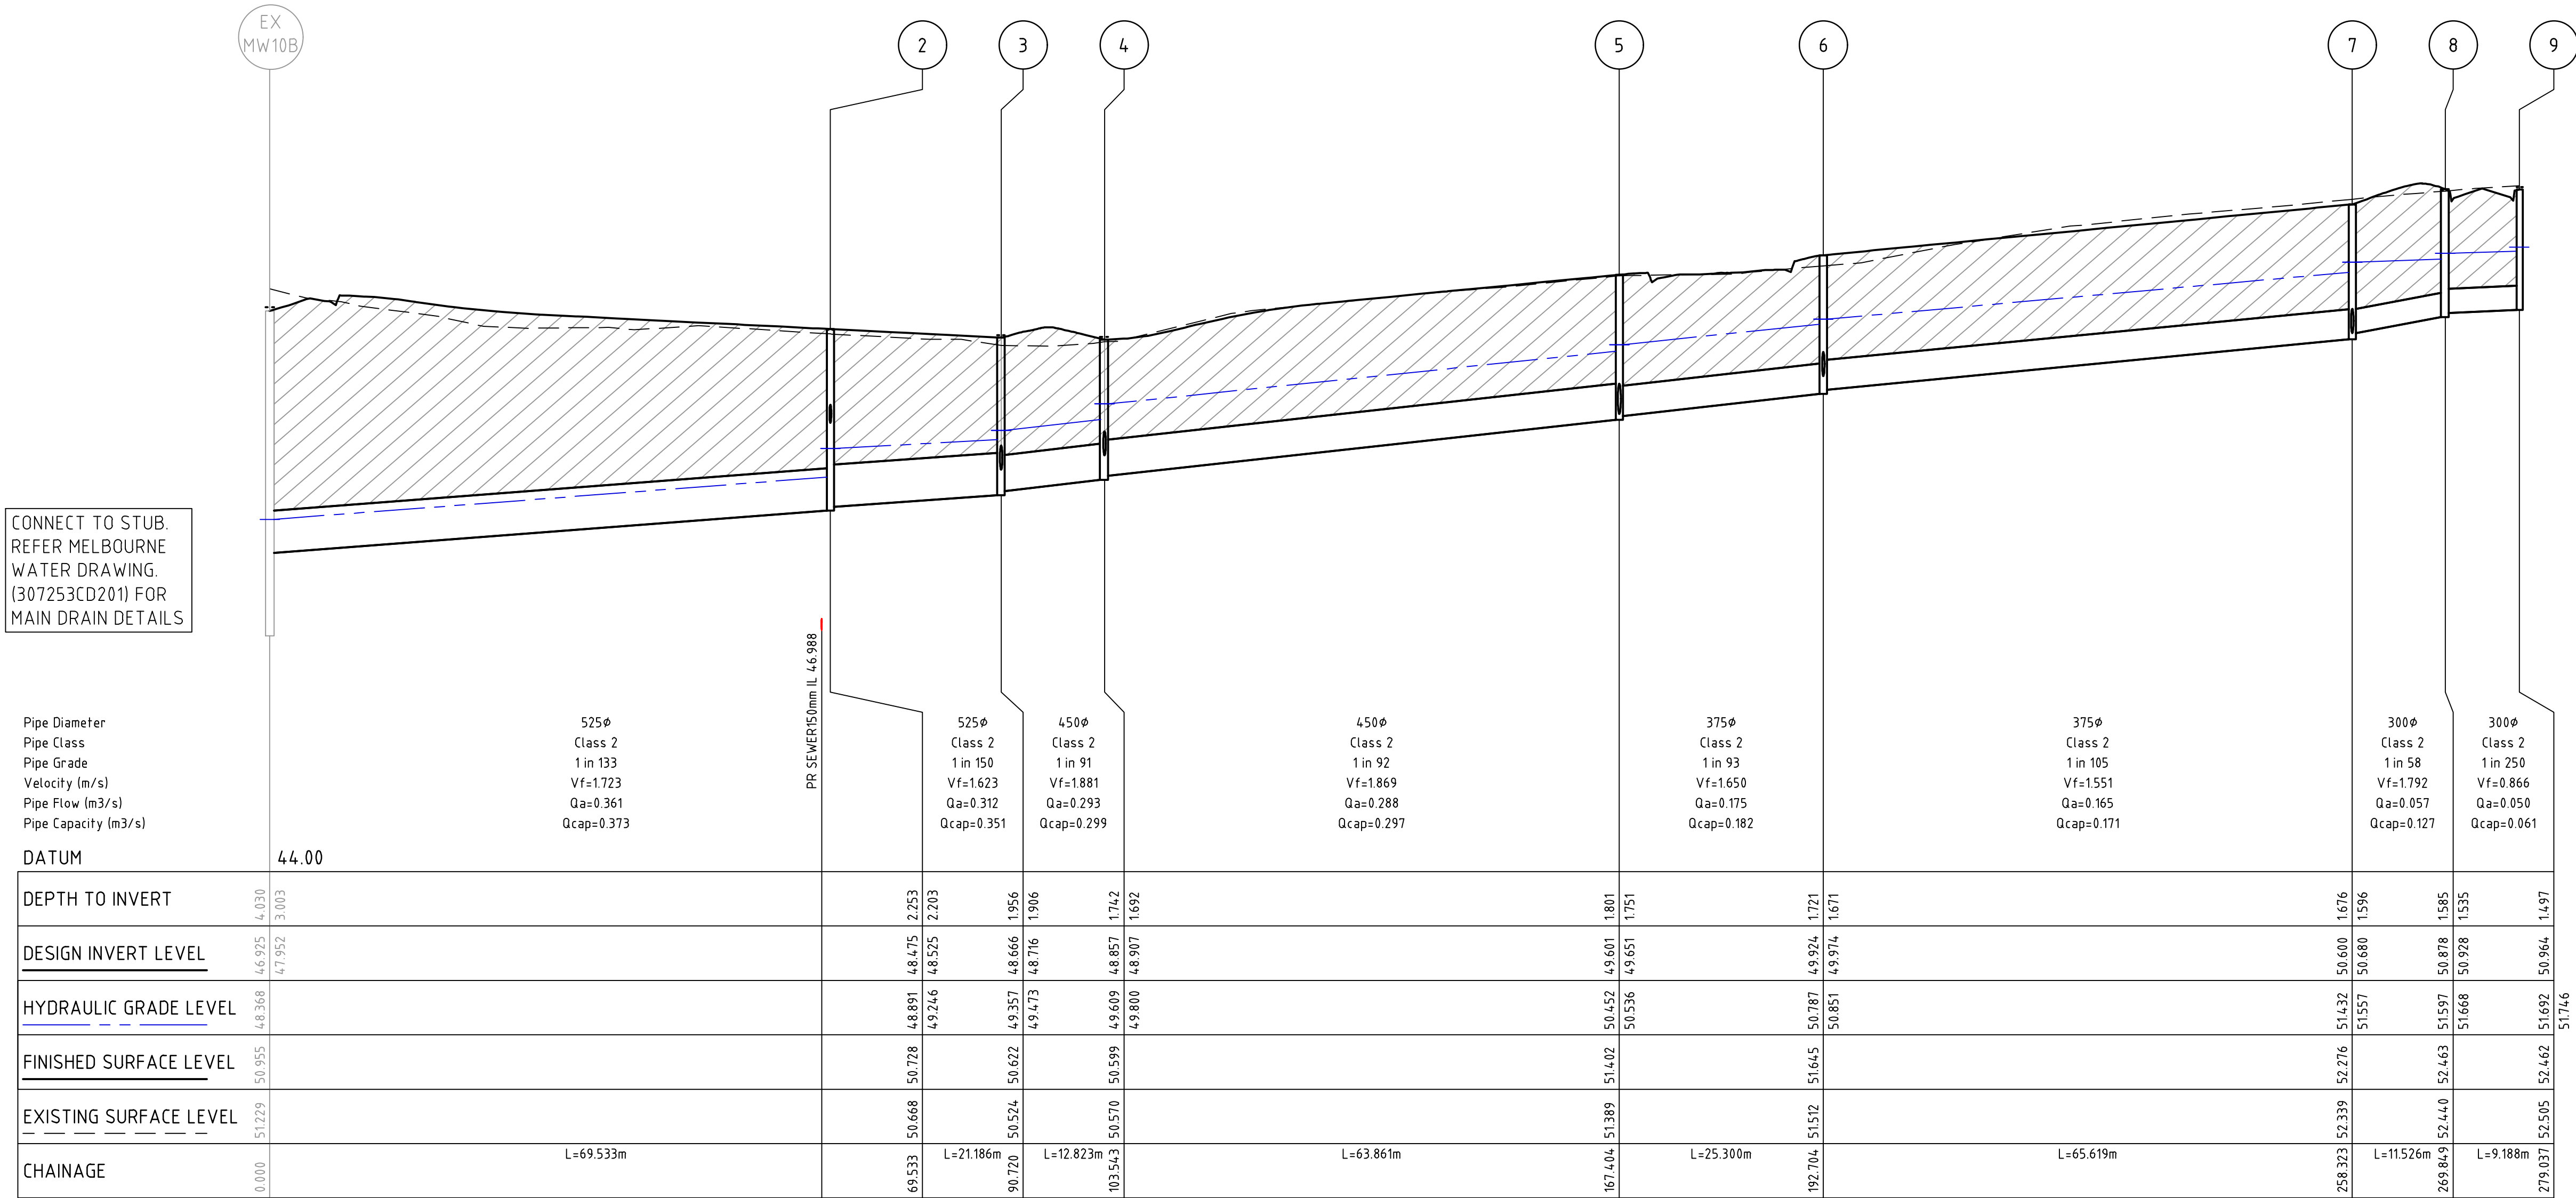 EX
MW10B
2
3
4
5
6
7
8
9
CONNECT TO STUB.
REFER MELBOURNE
WATER DRAWING.
(307253CD201) FOR
MAIN DRAIN DETAILS
PR SEWER150mm IL 46.988
Pipe Diameter 525ø 525ø 450ø 450ø 375ø 375ø 300ø 300ø
Pipe Class Class 2 Class 2 Class 2 Class 2 Class 2 Class 2 Class 2 Class 2
Pipe Grade 1 in 133 1 in 150 1 in 91 1 in 92 1 in 93 1 in 105 1 in 58 1 in 250
Velocity (m/s) Vf=1.723 Vf=1.623 Vf=1.881 Vf=1.869 Vf=1.650 Vf=1.551 Vf=1.792 Vf=0.866
Pipe Flow (m3/s) Qa=0.361 Qa=0.312 Qa=0.293 Qa=0.288 Qa=0.175 Qa=0.165 Qa=0.057 Qa=0.050
Pipe Capacity (m3/s) Qcap=0.373 Qcap=0.351 Qcap=0.299 Qcap=0.297 Qcap=0.182 Qcap=0.171 Qcap=0.127 Qcap=0.061
DATUM 44.00
DEPTH TO INVERT 4.030 3.003 2.253 2.203 1.956 1.906 1.742 1.692 1.801 1.751 1.721 1.671 1.676 1.596 1.585 1.535 1.497
DESIGN INVERT LEVEL 46.925 47.952 48.475 48.525 48.666 48.716 48.857 48.907 49.601 49.651 49.924 49.974 50.600 50.680 50.878 50.928 50.964
HYDRAULIC GRADE LEVEL 48.368 48.891 49.246 49.357 49.473 49.609 49.800 50.452 50.536 50.787 50.851 51.432 51.557 51.597 51.668 51.692 51.746
FINISHED SURFACE LEVEL 50.955 50.728 50.622 50.599 51.402 51.645 52.276 52.463 52.462
EXISTING SURFACE LEVEL 51.229 50.668 50.524 50.570 51.389 51.512 52.339 52.440 52.505
L=69.533m L=21.186m L=12.823m L=63.861m L=25.300m L=65.619m L=11.526m L=9.188m
CHAINAGE 0.000 69.533 90.720 103.543 167.404 192.704 258.323 269.849 279.037